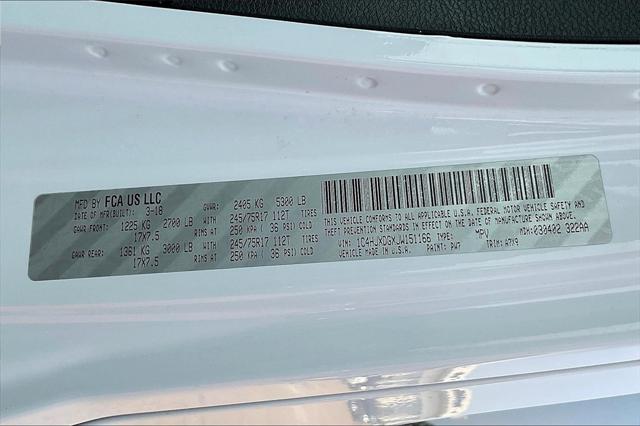 MFD BY FCA US LLC
DATE OF MFR(BUILT): 3-18 GVWR: 2405 KG 5300 LB
GAWR FRONT: 1225 KG 2700 LB WITH 245/75R17 112T TIRES
17X7.5 RIMS AT 250 KPA ( 36 PSI) COLD
GAWR REAR: 1361 KG 3000 LB WITH 245/75R17 112T TIRES
17X7.5 RIMS AT 250 KPA ( 36 PSI) COLD
THIS VEHICLE CONFORMS TO ALL APPLICABLE U.S.A. FEDERAL MOTOR VEHICLE SAFETY AND
THEFT PREVENTION STANDARDS IN EFFECT ON THE DATE OF MANUFACTURE SHOWN ABOVE.
VIN: 1C4HJXDGXJW151166 TYPE: MPV MDH: 030402 322AA
MADE IN U.S.A. PAINT: PW7 TRIM: A7X9